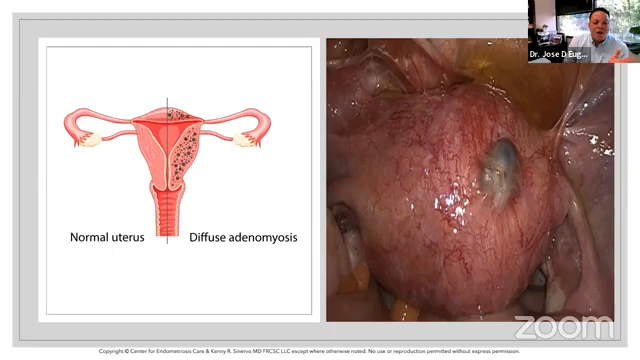 Dr. Jose D Eug...
Normal uterus
Diffuse adenomyosis
zoom
Copyright © Center for Endometriosis Care & Kenny R. Sinervo MD FRCSC LLC except where otherwise noted. No use or reproduction permitted without express permission.